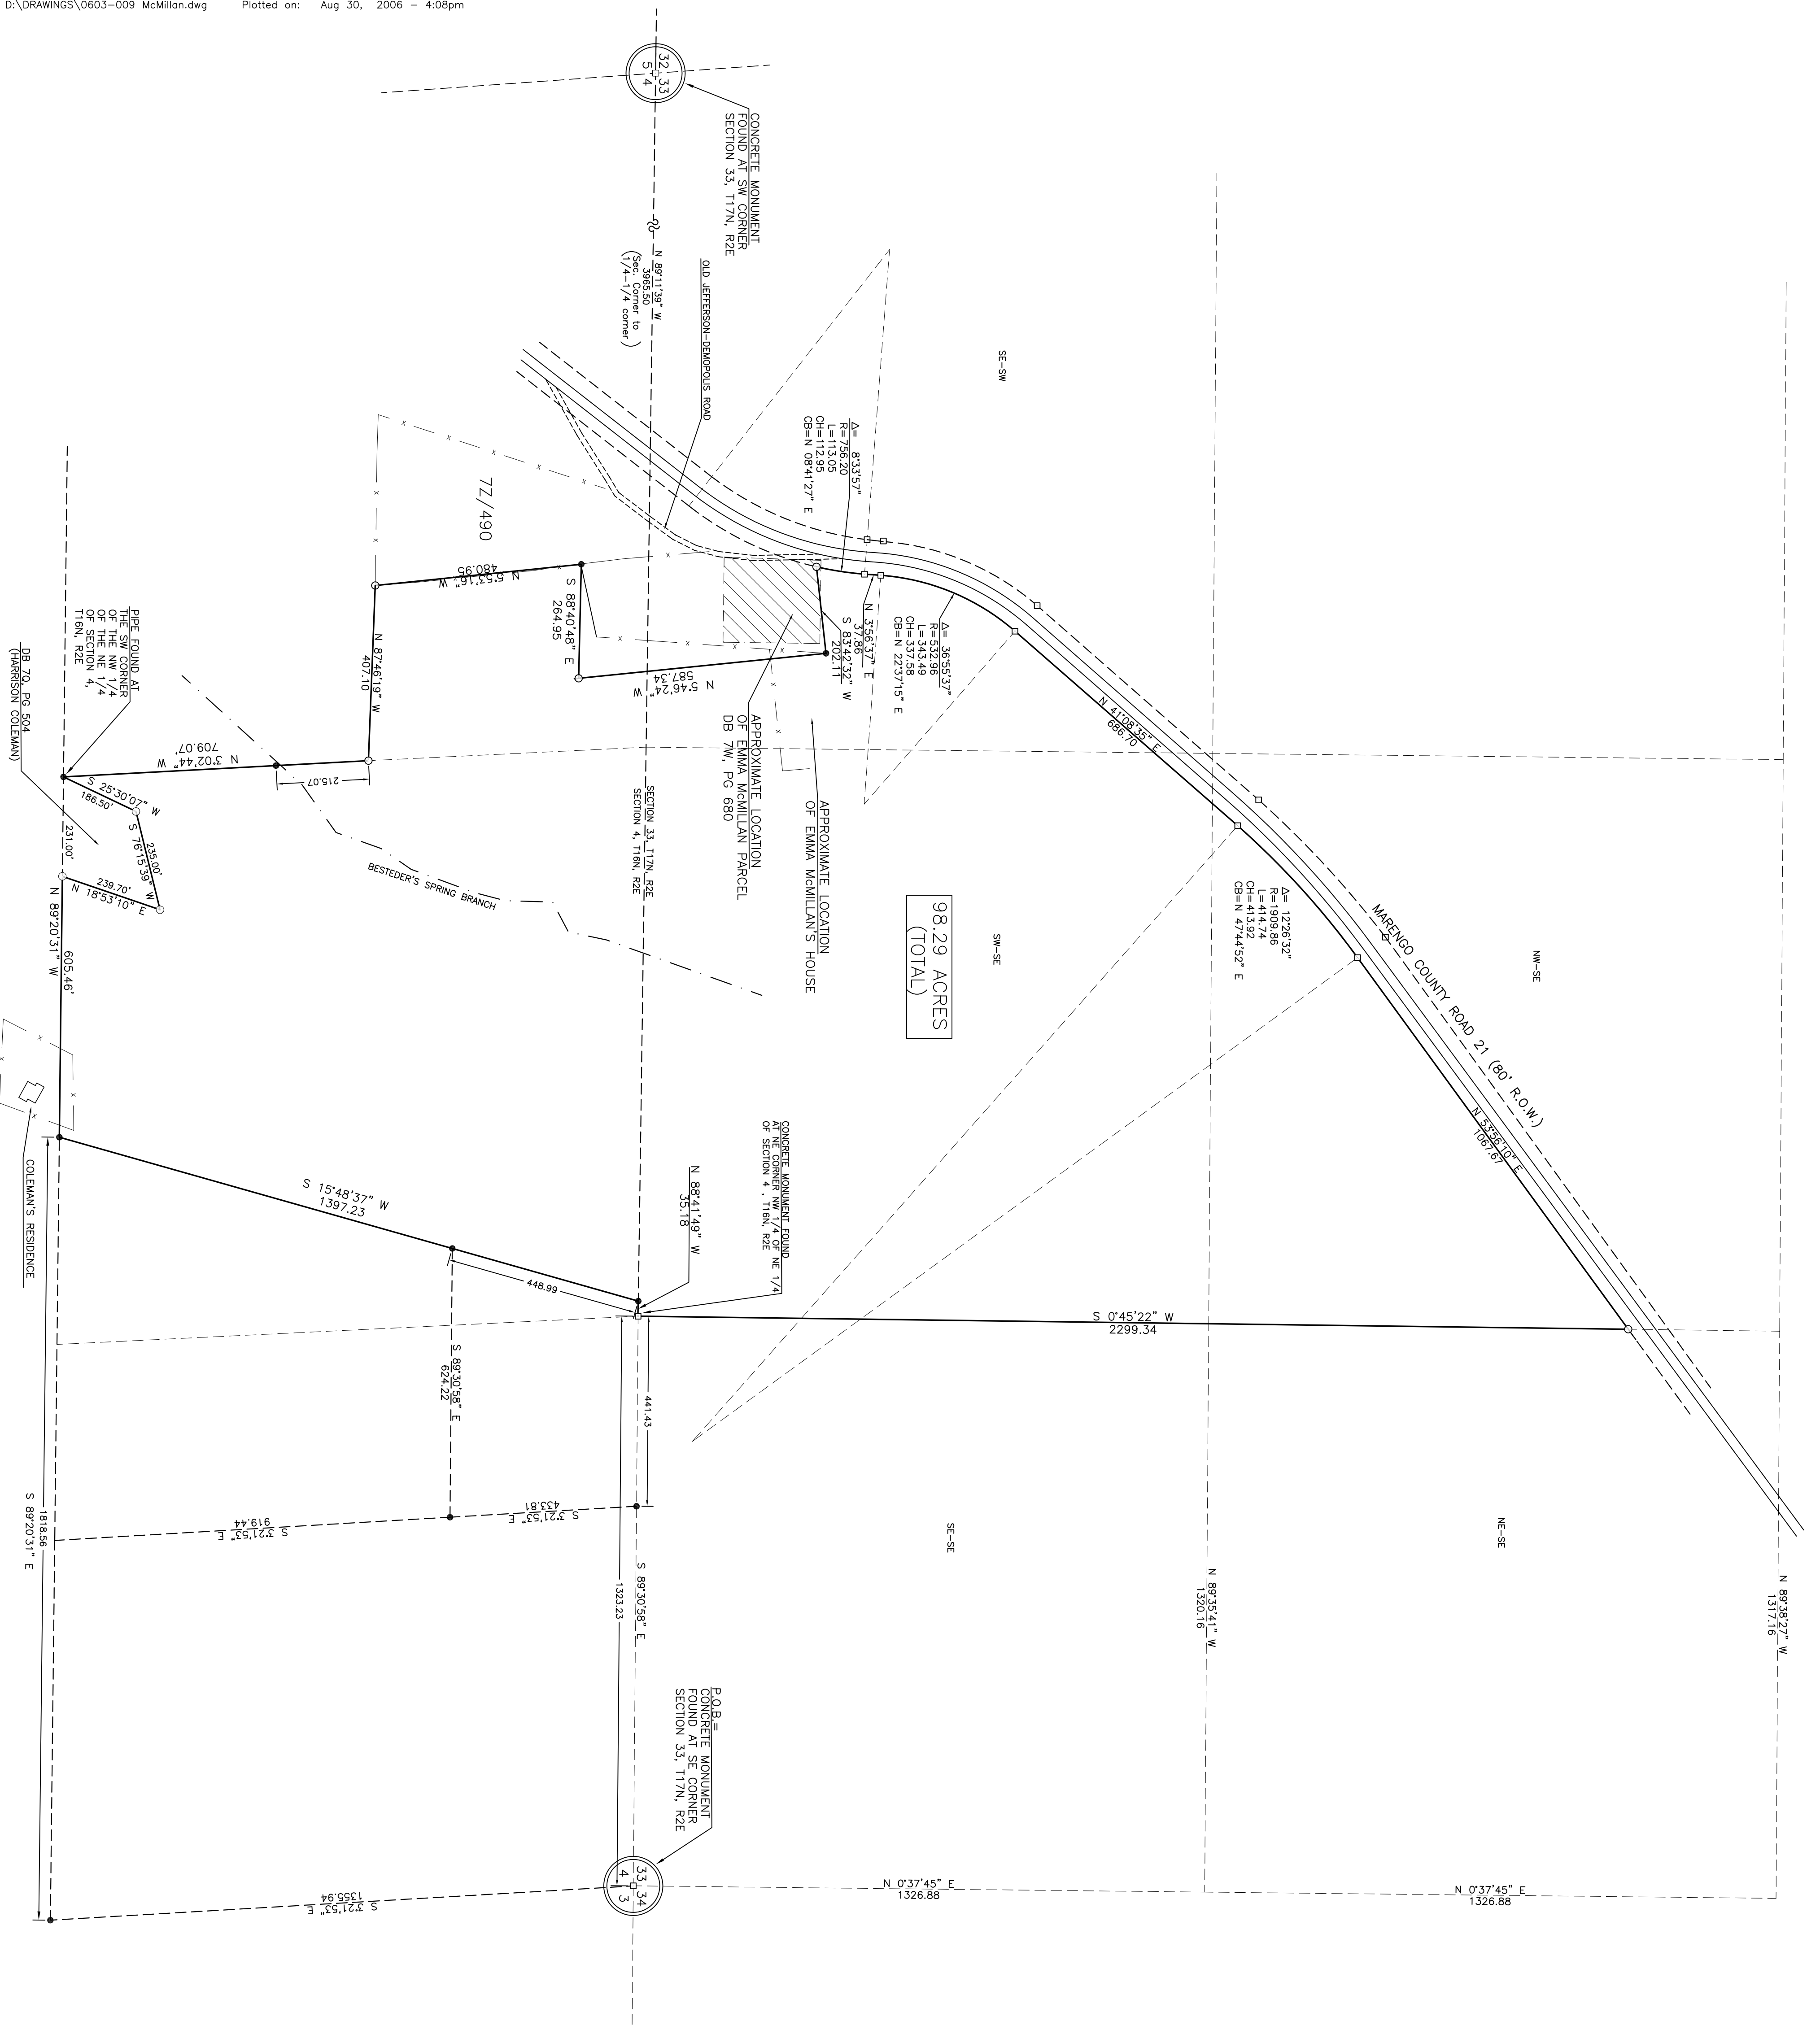 D:\DRAWINGS\0603-009 McMillan.dwg Plotted on: Aug 30, 2006 - 4:08pm
32 33
5 4
CONCRETE MONUMENT
FOUND AT SW CORNER
SECTION 33, T17N, R2E
N 89°11'39" W
3965.50
(Sec. Corner to
1/4-1/4 corner)
OLD JEFFERSON-DEMOPOLIS ROAD
SE-SW
Δ= 8°33'57"
R=756.20
L=113.05
CH=112.95
CB=N 08°41'27" E
Δ= 36°55'37"
R=532.96
L=343.49
CH=337.58
CB=N 22°37'15" E
N 3°56'37" E
37.86
S 83°42'32" W
202.11
7Z/490
N 5°53'16" W
480.95
S 88°40'48" E
264.95
N 5°46'24" W
587.34
N 87°46'19" W
407.10
N 41°08'35" E
686.70
PIPE FOUND AT
THE SW CORNER
OF THE NW 1/4
OF THE NE 1/4
OF SECTION 4,
T16N, R2E
DB 7Q, PG 504
(HARRISON COLEMAN)
N 3°02'44" W
709.07'
215.07
S 25°30'07" W
186.50'
S 76°15'39" W
235.00'
231.00'
239.70'
N 18°53'10" E
N 89°20'31" W
605.46'
BESTEDER'S SPRING BRANCH
SECTION 33, T17N, R2E
SECTION 4, T16N, R2E
APPROXIMATE LOCATION
OF EMMA McMILLAN PARCEL
DB 7W, PG 680
APPROXIMATE LOCATION
OF EMMA McMILLAN'S HOUSE
98.29 ACRES
(TOTAL)
SW-SE
NW-SE
Δ= 12°26'32"
R=1909.86
L=414.74
CH=413.92
CB=N 47°44'52" E
MARENGO COUNTY ROAD 21 (80' R.O.W.)
N 53°56'10" E
1067.67
COLEMAN'S RESIDENCE
S 15°48'37" W
1397.23
448.99
N 88°41'49" W
35.18
CONCRETE MONUMENT FOUND
AT NE CORNER NW 1/4 OF NE 1/4
OF SECTION 4 , T16N, R2E
S 0°45'22" W
2299.34
S 89°30'58" E
624.22
441.43
S 3°21'53" E
433.81
S 3°21'53" E
919.44
1818.56
S 89°20'31" E
1323.23
S 89°30'58" E
SE-SE
NE-SE
N 89°35'41" W
1320.16
N 89°38'27" W
1317.16
P.O.B.=
CONCRETE MONUMENT
FOUND AT SE CORNER
SECTION 33, T17N, R2E
33 34
4 3
N 0°37'45" E
1326.88
N 0°37'45" E
1326.88
S 3°21'53" E
1355.94